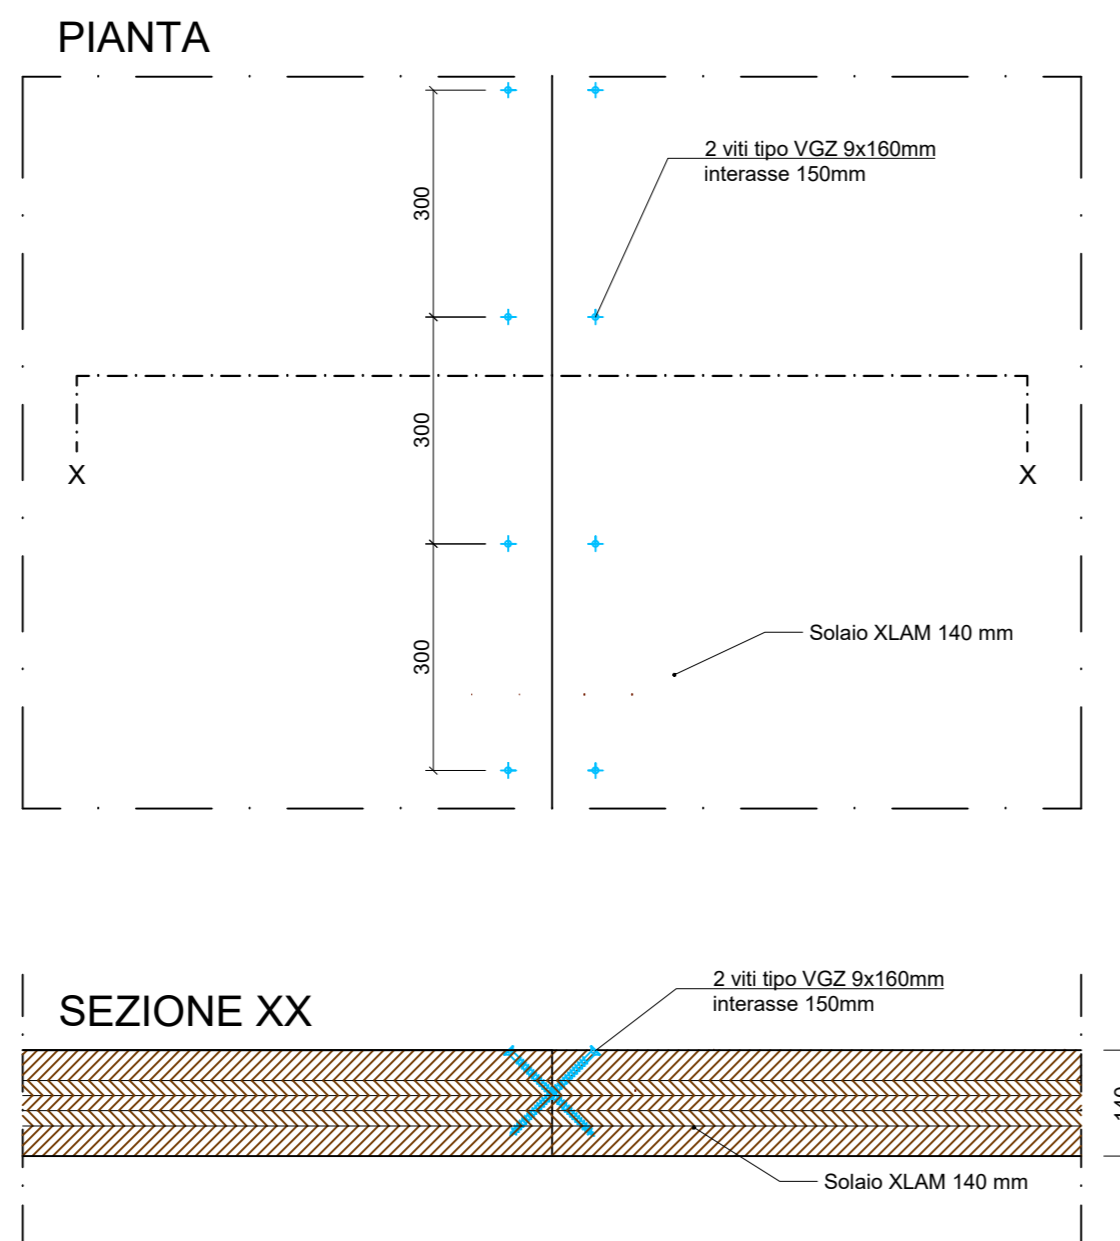 PIANTA
2 viti tipo VGZ 9x160mm
interasse 150mm
300
300
X
X
Solaio XLAM 140 mm
300
2 viti tipo VGZ 9x160mm
interasse 150mm
SEZIONE XX
Solaio XLAM 140 mm